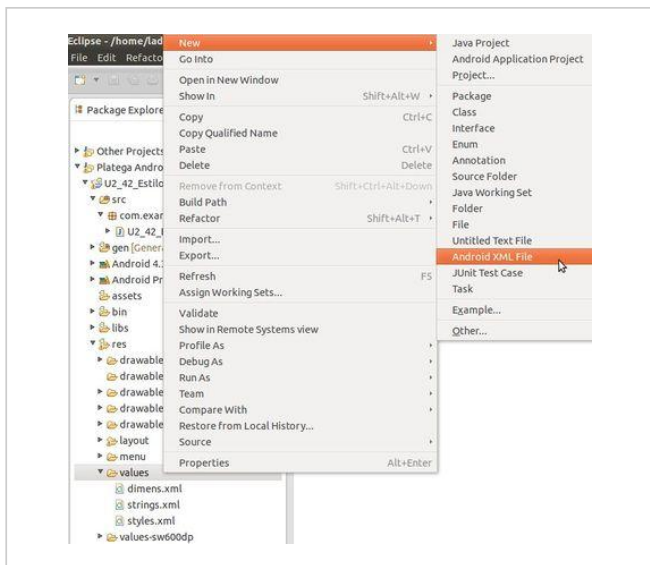 Eclipse - /home/lad
File Edit Refacto
Package Explore
Other Projects
Platega Andro
U2_42_Estilo
src
com.exar
U2_42_
gen [Gener
Android 4.
Android Pr
assets
bin
libs
res
drawable
drawable
drawable
drawable
drawable
layout
menu
values
dimens.xml
strings.xml
styles.xml
values-sw600dp
New
Go Into
Open in New Window
Show In Shift+Alt+W
Copy Ctrl+C
Copy Qualified Name
Paste Ctrl+V
Delete Delete
Remove from Context Shift+Ctrl+Alt+Down
Build Path
Refactor Shift+Alt+T
Import...
Export...
Refresh F5
Assign Working Sets...
Validate
Show in Remote Systems view
Profile As
Debug As
Run As
Team
Compare With
Restore from Local History...
Source
Properties Alt+Enter
Java Project
Android Application Project
Project...
Package
Class
Interface
Enum
Annotation
Source Folder
Java Working Set
Folder
File
Untitled Text File
Android XML File
JUnit Test Case
Task
Example...
Other...